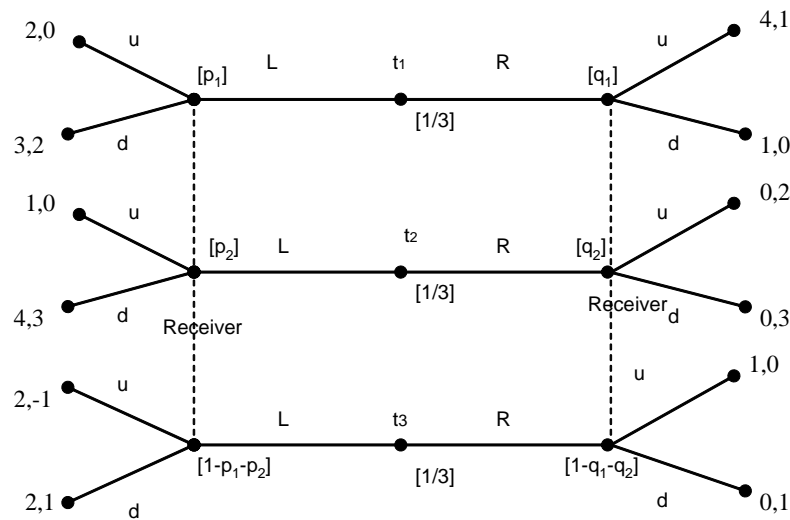 2,0 u [p₁] L t₁ R [q₁] u 4,1
3,2 d [1/3] d 1,0
1,0 u [p₂] L t₂ R [q₂] u 0,2
4,3 d Receiver [1/3] Receiver d 0,3
2,-1 u L t₃ R u 1,0
2,1 d [1-p₁-p₂] [1/3] [1-q₁-q₂] d 0,1